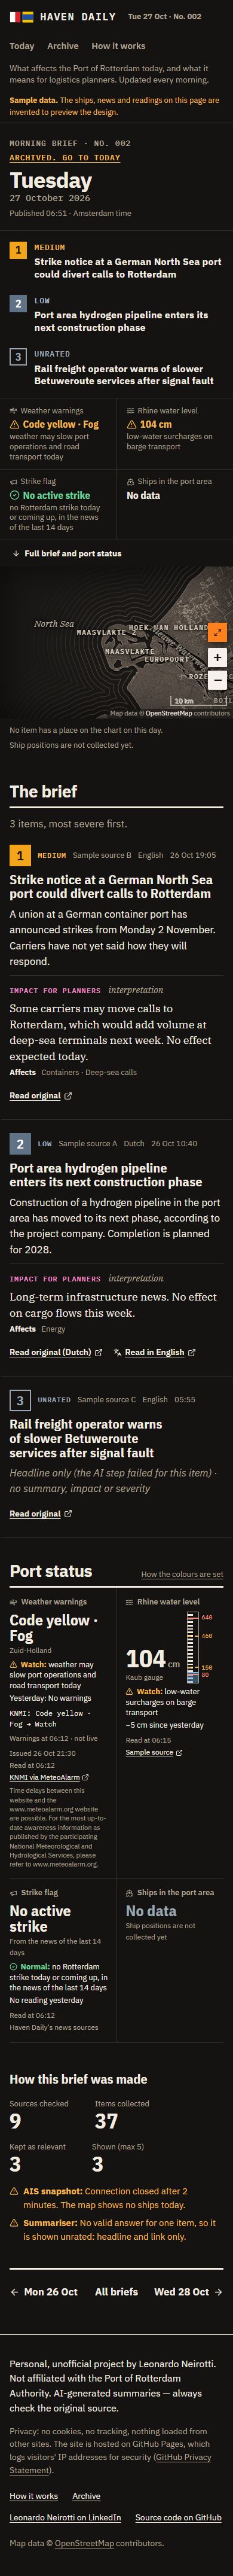 HAVEN DAILY Tue 27 Oct · No. 002
Today Archive How it works
What affects the Port of Rotterdam today, and what it
means for logistics planners. Updated every morning.
Sample data. The ships, news and readings on this page are
invented to preview the design.
MORNING BRIEF · NO. 002
ARCHIVED. GO TO TODAY
Tuesday
27 October 2026
Published 06:51 · Amsterdam time
1 MEDIUM
Strike notice at a German North Sea port
could divert calls to Rotterdam
2 LOW
Port area hydrogen pipeline enters its
next construction phase
3 UNRATED
Rail freight operator warns of slower
Betuweroute services after signal fault
Weather warnings
Code yellow · Fog
weather may slow port
operations and road
transport today
Rhine water level
104 cm
low-water surcharges on
barge transport
Strike flag
No active strike
no Rotterdam strike today
or coming up, in the news
of the last 14 days
Ships in the port area
No data
Full brief and port status
North Sea
HOEK VAN HOLLAND
MAASVLAKTE 2
MAASVLAKTE
EUROPOORT
10 km
Map data © OpenStreetMap contributors
No item has a place on the chart on this day.
Ship positions are not collected yet.
The brief
3 items, most severe first.
1 MEDIUM Sample source B English 26 Oct 19:05
Strike notice at a German North Sea
port could divert calls to Rotterdam
A union at a German container port has
announced strikes from Monday 2 November.
Carriers have not yet said how they will
respond.
IMPACT FOR PLANNERS interpretation
Some carriers may move calls to
Rotterdam, which would add volume at
deep-sea terminals next week. No effect
expected today.
Affects Containers · Deep-sea calls
Read original
2 LOW Sample source A Dutch 26 Oct 10:40
Port area hydrogen pipeline
enters its next construction phase
Construction of a hydrogen pipeline in the port
area has moved to its next phase, according to
the project company. Completion is planned
for 2028.
IMPACT FOR PLANNERS interpretation
Long-term infrastructure news. No effect
on cargo flows this week.
Affects Energy
Read original (Dutch) Read in English
3 UNRATED Sample source C English 05:55
Rail freight operator warns
of slower Betuweroute
services after signal fault
Headline only (the AI step failed for this item) ·
no summary, impact or severity
Read original
Port status How the colours are set
Weather warnings
Code yellow ·
Fog
Zuid-Holland
Watch: weather may
slow port operations and
road transport today
Yesterday: No warnings
KNMI: Code yellow ·
Fog → Watch
Warnings at 06:12 · not live
Issued 26 Oct 21:30
Read at 06:12
KNMI via MeteoAlarm
Time delays between this
website and the
www.meteoalarm.org website
are possible. For the most up-to-
date awareness information as
published by the participating
National Meteorological and
Hydrological Services, please
refer to www.meteoalarm.org.
Rhine water level
640
460
150
80
104 cm
Kaub gauge
Watch: low-water
surcharges on barge
transport
−5 cm since yesterday
Read at 06:15
Sample source
Strike flag
No active
strike
From the news of the last 14
days
Normal: no Rotterdam
strike today or coming up, in
the news of the last 14 days
No reading yesterday
Read at 06:12
Haven Daily's news sources
Ships in the port area
No data
Ship positions are not
collected yet
How this brief was made
Sources checked
9
Items collected
37
Kept as relevant
3
Shown (max 5)
3
AIS snapshot: Connection closed after 2
minutes. The map shows no ships today.
Summariser: No valid answer for one item, so it
is shown unrated: headline and link only.
← Mon 26 Oct All briefs Wed 28 Oct →
Personal, unofficial project by Leonardo Neirotti.
Not affiliated with the Port of Rotterdam
Authority. AI-generated summaries — always
check the original source.
Privacy: no cookies, no tracking, nothing loaded from
other sites. The site is hosted on GitHub Pages, which
logs visitors' IP addresses for security (GitHub Privacy
Statement).
How it works Archive
Leonardo Neirotti on LinkedIn Source code on GitHub
Map data © OpenStreetMap contributors.